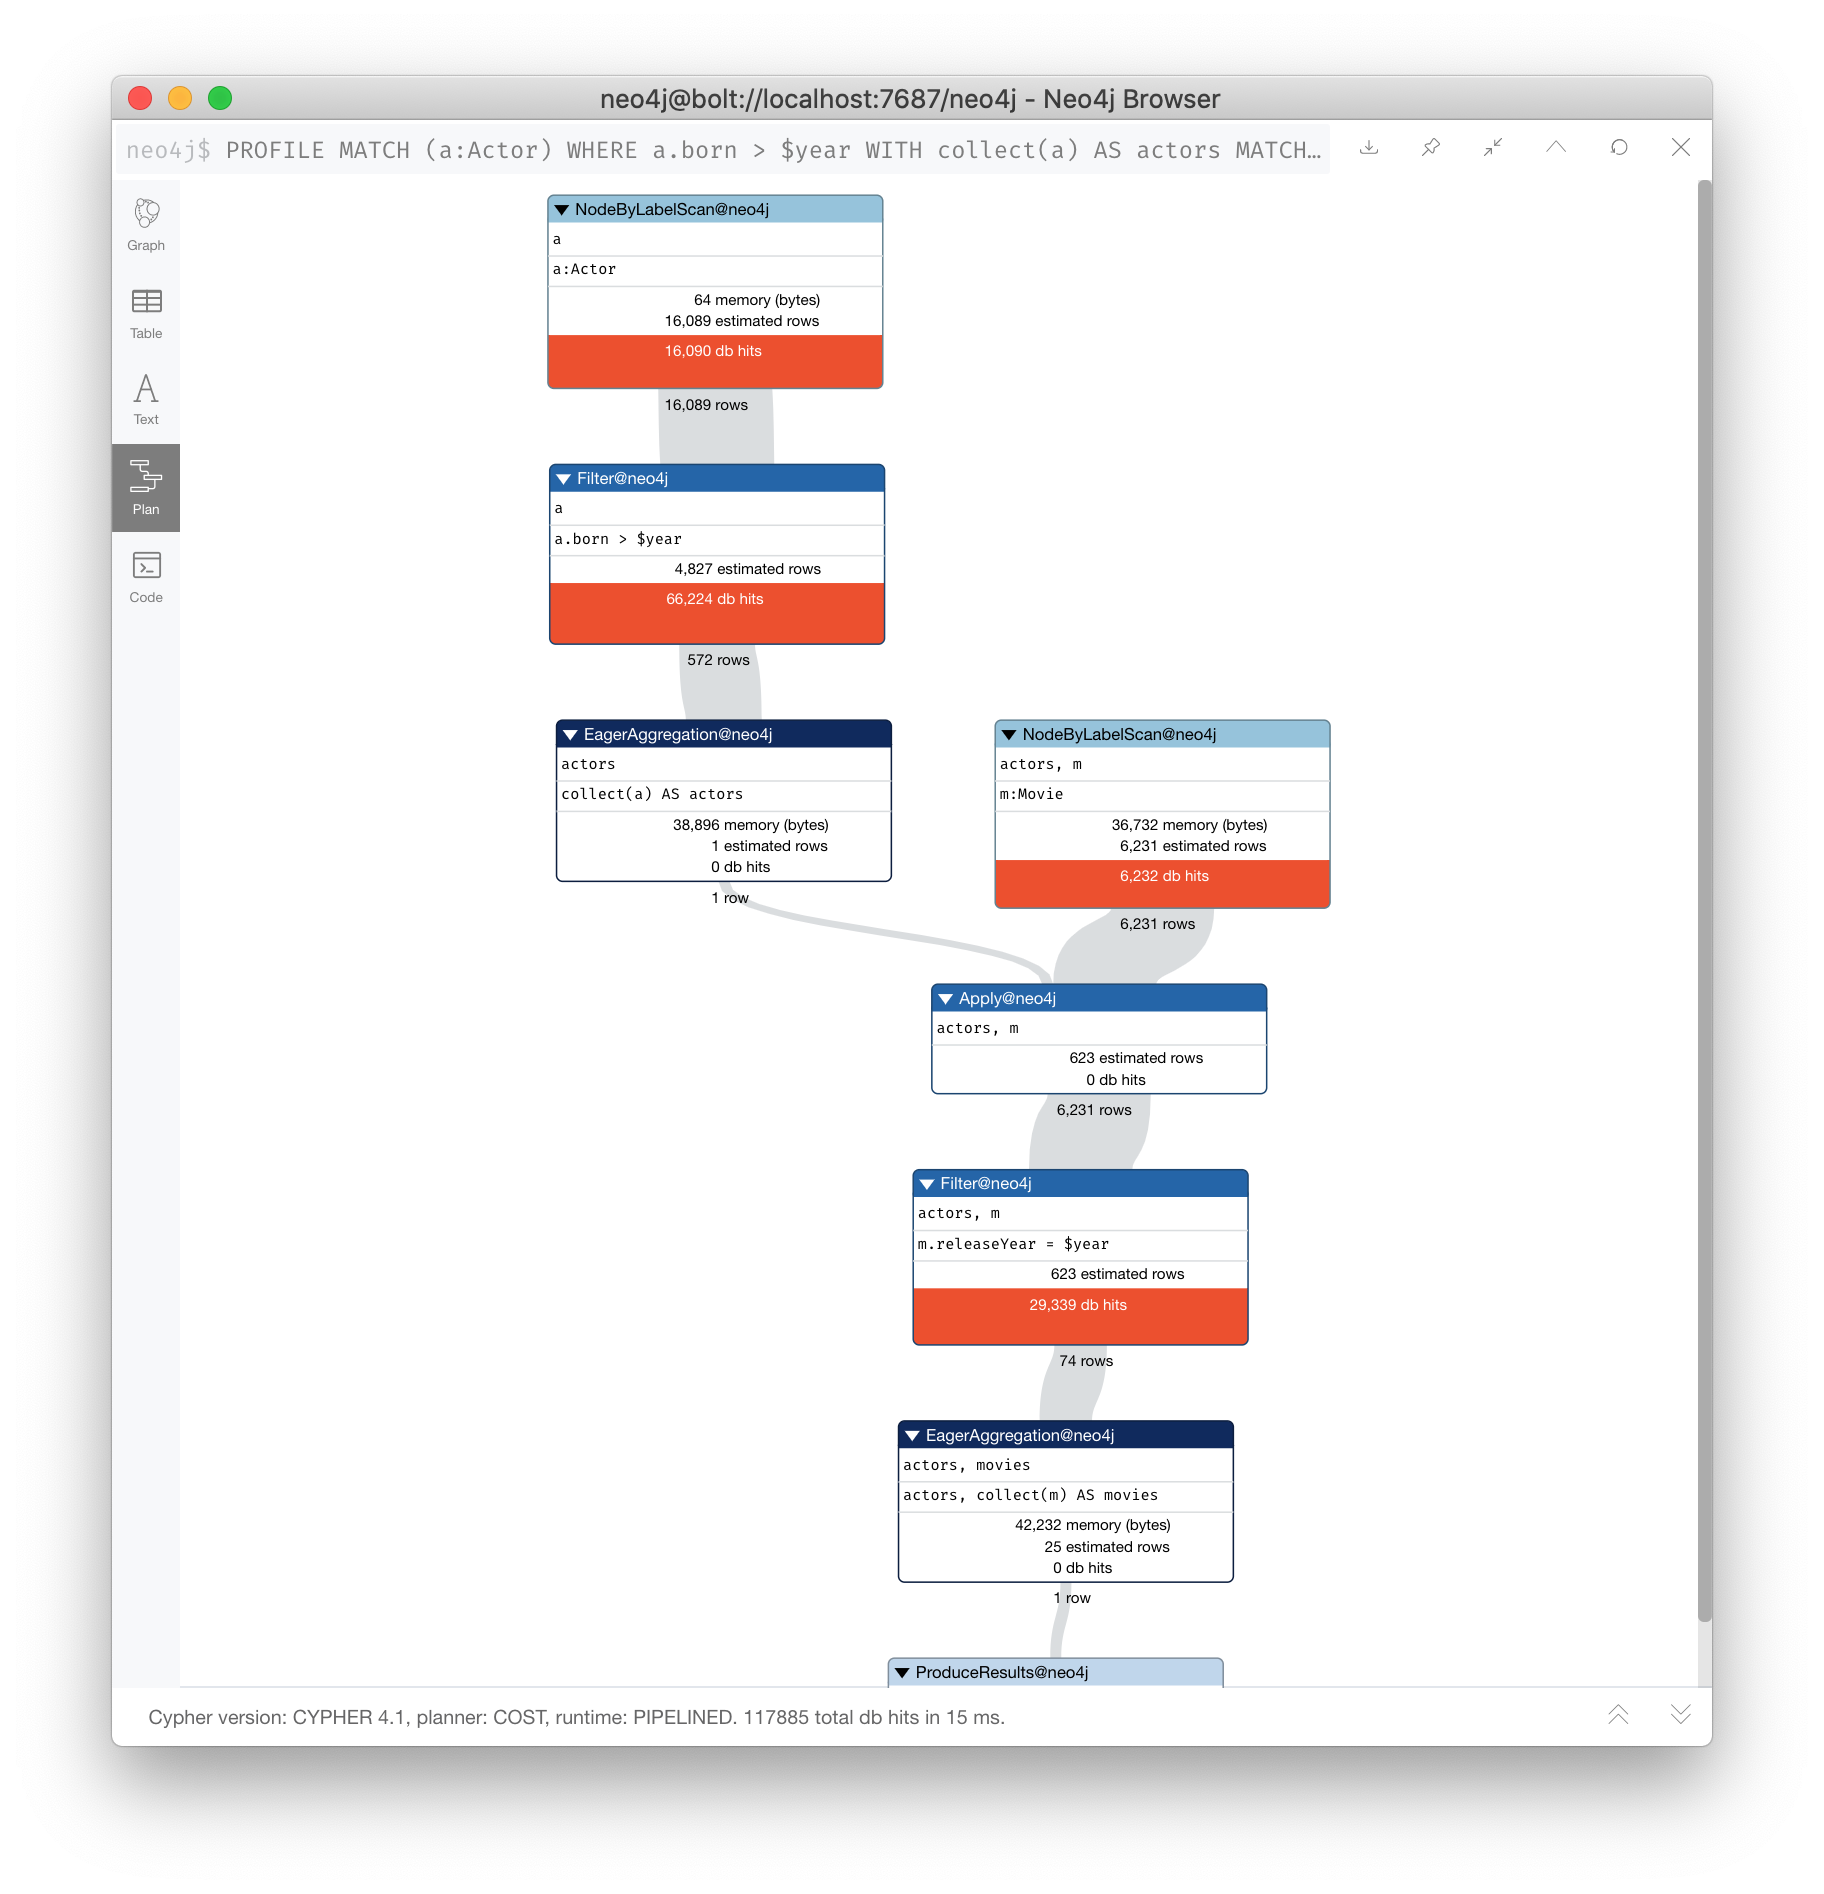 neo4j@bolt://localhost:7687/neo4j - Neo4j Browser
neo4j$ PROFILE MATCH (a:Actor) WHERE a.born > $year WITH collect(a) AS actors MATCH…
Graph
Table
Text
Plan
Code
NodeByLabelScan@neo4j
a
a:Actor
64 memory (bytes)
16,089 estimated rows
16,090 db hits
16,089 rows
Filter@neo4j
a
a.born > $year
4,827 estimated rows
66,224 db hits
572 rows
EagerAggregation@neo4j
actors
collect(a) AS actors
38,896 memory (bytes)
1 estimated rows
0 db hits
1 row
NodeByLabelScan@neo4j
actors, m
m:Movie
36,732 memory (bytes)
6,231 estimated rows
6,232 db hits
6,231 rows
Apply@neo4j
actors, m
623 estimated rows
0 db hits
6,231 rows
Filter@neo4j
actors, m
m.releaseYear = $year
623 estimated rows
29,339 db hits
74 rows
EagerAggregation@neo4j
actors, movies
actors, collect(m) AS movies
42,232 memory (bytes)
25 estimated rows
0 db hits
1 row
ProduceResults@neo4j
Cypher version: CYPHER 4.1, planner: COST, runtime: PIPELINED. 117885 total db hits in 15 ms.